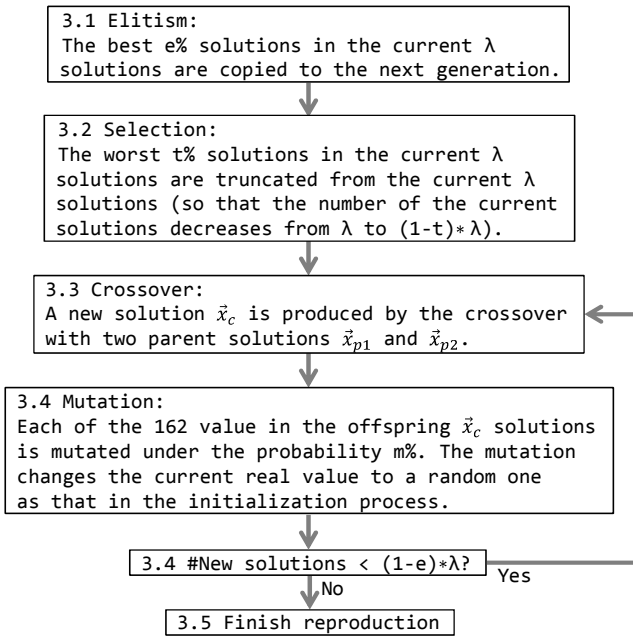 3.1 Elitism:
The best e% solutions in the current λ
solutions are copied to the next generation.
3.2 Selection:
The worst t% solutions in the current λ
solutions are truncated from the current λ
solutions (so that the number of the current
solutions decreases from λ to (1-t)*λ).
3.3 Crossover:
A new solution x⃗_c is produced by the crossover
with two parent solutions x⃗_p1 and x⃗_p2.
3.4 Mutation:
Each of the 162 value in the offspring x⃗_c solutions
is mutated under the probability m%. The mutation
changes the current real value to a random one
as that in the initialization process.
3.4 #New solutions < (1-e)*λ?
Yes
No
3.5 Finish reproduction